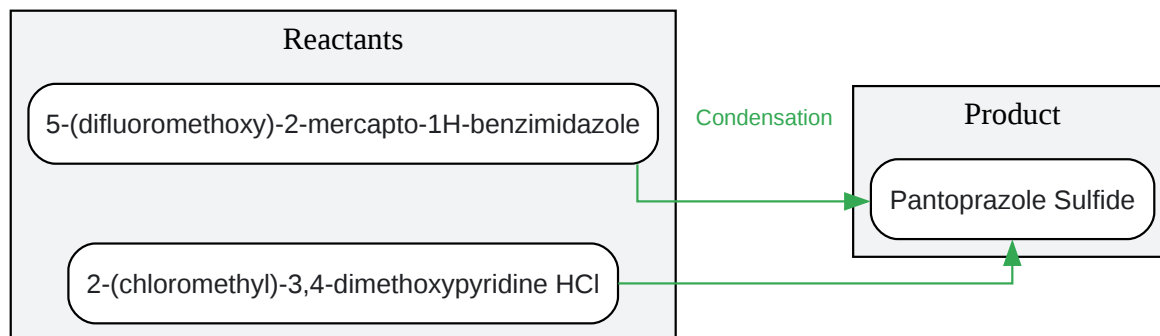 Reactants
5-(difluoromethoxy)-2-mercapto-1H-benzimidazole
2-(chloromethyl)-3,4-dimethoxypyridine HCl
Condensation
Product
Pantoprazole Sulfide